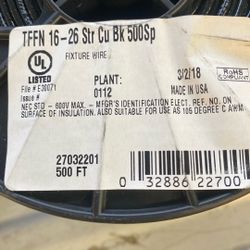 TFFN 16-26 Str Cu Bk 500Sp
FIXTURE WIRE
UL
LISTED
File # E39071
Issue #
PLANT:
0112
3/2/18
MADE IN USA
RoHS
COMPLIANT
NEC STD - 600V MAX. - MFG'R'S IDENTIFICATION ELECT. REF. NO. ON
SURFACE OF INSULATION. ALSO SUITABLE FOR USE AS 105 DEGREE C AWM
27032201
500 FT
0 32886 22700